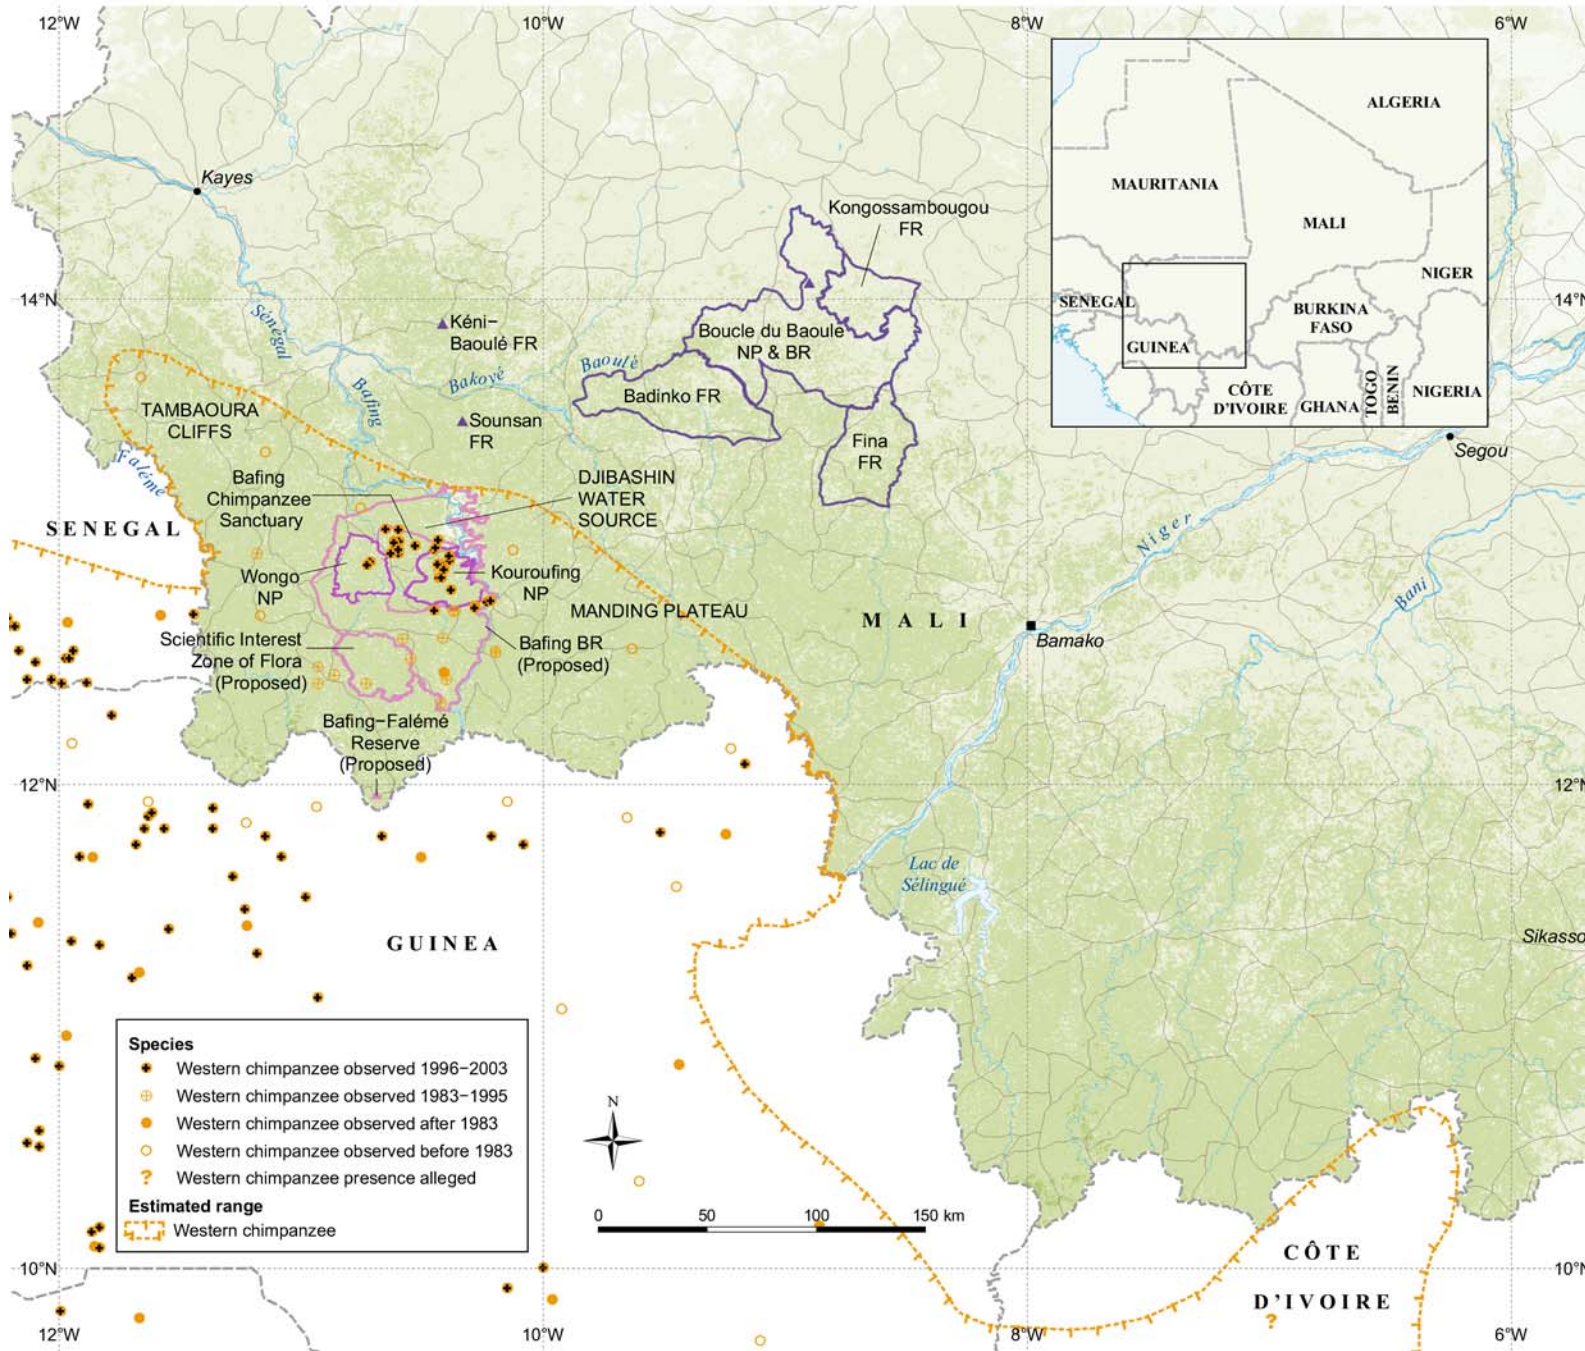 12°W
10°W
8°W
6°W
ALGERIA
MAURITANIA
MALI
NIGER
SENEGAL
BURKINA
FASO
GUINEA
CÔTE
D'IVOIRE
GHANA
TOGO
BENIN
NIGERIA
Kayes
Kongossambougou
FR
14°N
14°N
Sénégal
Kéni–
Baoulé FR
Boucle du Baoule
NP & BR
Bafing
Bakoyé
Baoulé
Badinko FR
TAMBAOURA
CLIFFS
Sounsan
FR
Fina
FR
Segou
Falémé
Bafing
Chimpanzee
Sanctuary
DJIBASHIN
WATER
SOURCE
SENEGAL
Niger
Wongo
NP
Kouroufing
NP
MANDING PLATEAU
Bani
MALI
Bamako
Scientific Interest
Zone of Flora
(Proposed)
Bafing BR
(Proposed)
Bafing–Falémé
Reserve
(Proposed)
12°N
12°N
Lac de
Sélingué
GUINEA
Sikasso
Species
Western chimpanzee observed 1996–2003
Western chimpanzee observed 1983–1995
Western chimpanzee observed after 1983
Western chimpanzee observed before 1983
? Western chimpanzee presence alleged
Estimated range
Western chimpanzee
N
0 50 100 150 km
CÔTE
D'IVOIRE
?
10°N
10°N
12°W
10°W
8°W
6°W